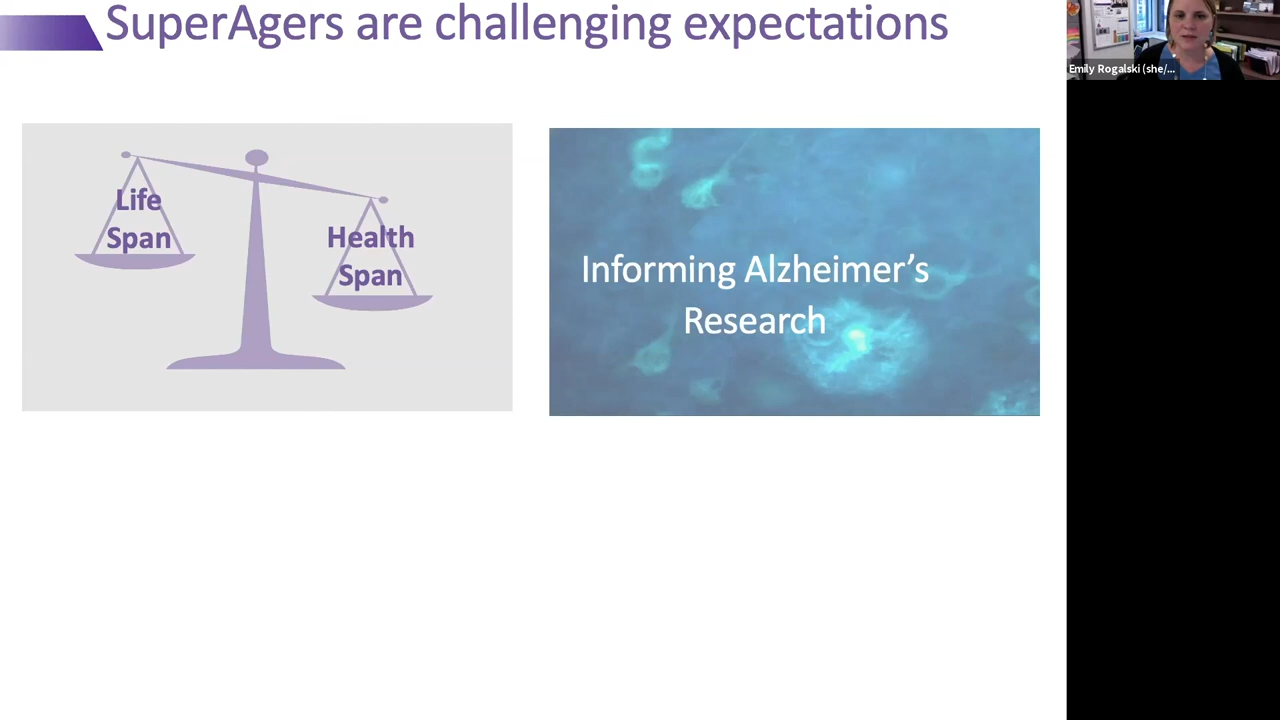 SuperAgers are challenging expectations
Emily Rogalski (she/...
Life
Span
Health
Span
Informing Alzheimer’s
Research